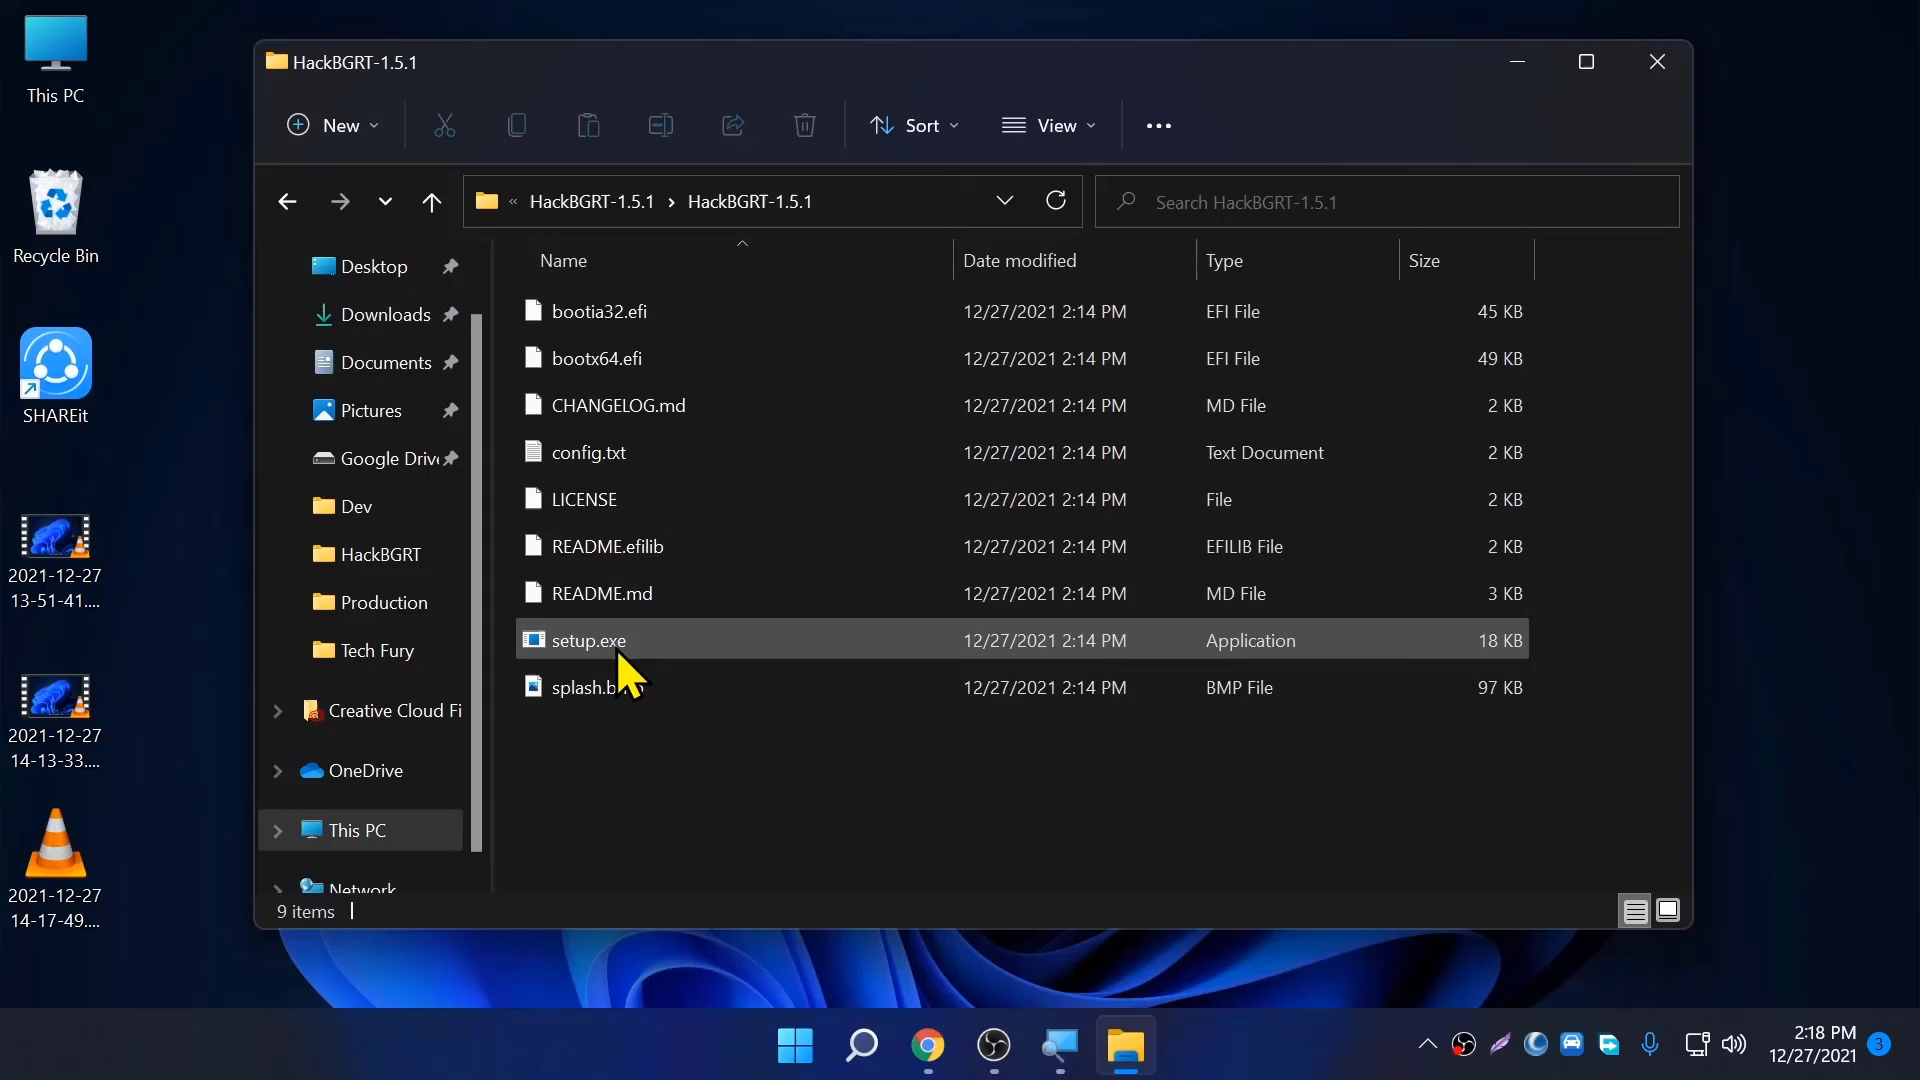 This PC
Recycle Bin
SHAREit
2021-12-27
13-51-41....
2021-12-27
14-13-33....
2021-12-27
14-17-49....
HackBGRT-1.5.1
New
Sort
View
« HackBGRT-1.5.1 › HackBGRT-1.5.1
Search HackBGRT-1.5.1
Desktop
Downloads
Documents
Pictures
Google Driv
Dev
HackBGRT
Production
Tech Fury
Creative Cloud Fi
OneDrive
This PC
Network
Name Date modified Type Size
bootia32.efi 12/27/2021 2:14 PM EFI File 45 KB
bootx64.efi 12/27/2021 2:14 PM EFI File 49 KB
CHANGELOG.md 12/27/2021 2:14 PM MD File 2 KB
config.txt 12/27/2021 2:14 PM Text Document 2 KB
LICENSE 12/27/2021 2:14 PM File 2 KB
README.efilib 12/27/2021 2:14 PM EFILIB File 2 KB
README.md 12/27/2021 2:14 PM MD File 3 KB
setup.exe 12/27/2021 2:14 PM Application 18 KB
splash.b 12/27/2021 2:14 PM BMP File 97 KB
9 items
2:18 PM
12/27/2021
3